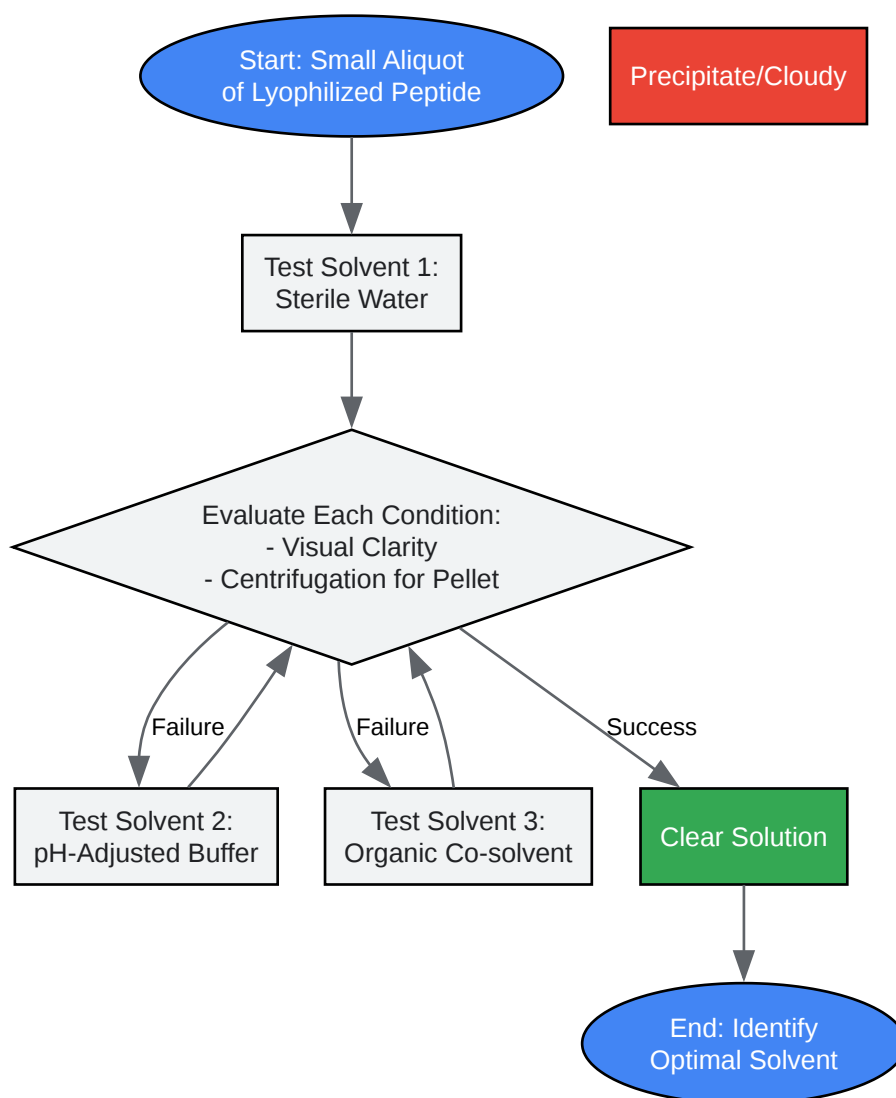 Start: Small Aliquot
of Lyophilized Peptide
Precipitate/Cloudy
Test Solvent 1:
Sterile Water
Evaluate Each Condition:
- Visual Clarity
- Centrifugation for Pellet
Failure
Failure
Success
Test Solvent 2:
pH-Adjusted Buffer
Test Solvent 3:
Organic Co-solvent
Clear Solution
End: Identify
Optimal Solvent